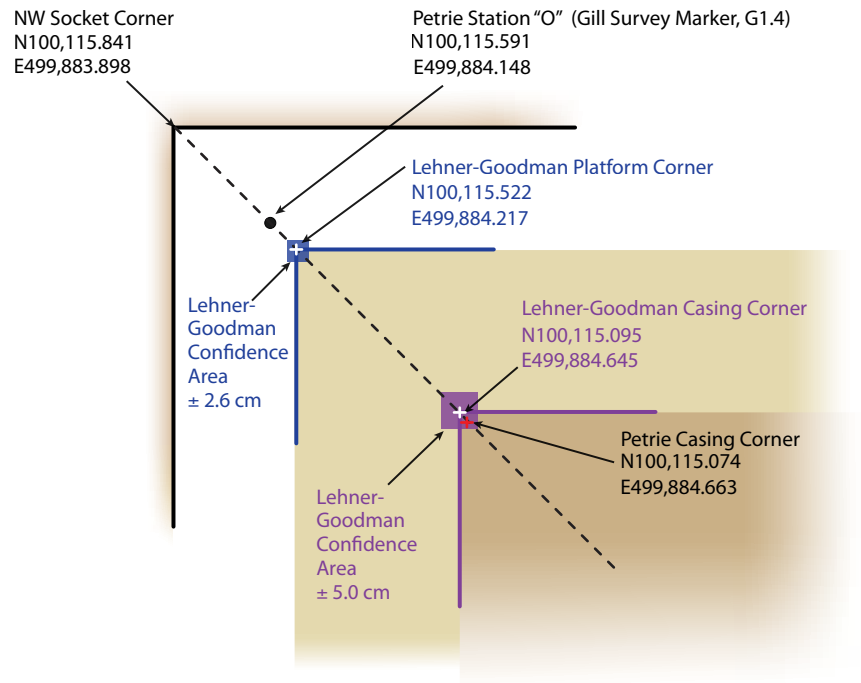 NW Socket Corner
N100,115.841
E499,883.898
Petrie Station “O” (Gill Survey Marker, G1.4)
N100,115.591
E499,884.148
Lehner-Goodman Platform Corner
N100,115.522
E499,884.217
Lehner-
Goodman
Confidence
Area
± 2.6 cm
Lehner-Goodman Casing Corner
N100,115.095
E499,884.645
Petrie Casing Corner
N100,115.074
E499,884.663
Lehner-
Goodman
Confidence
Area
± 5.0 cm